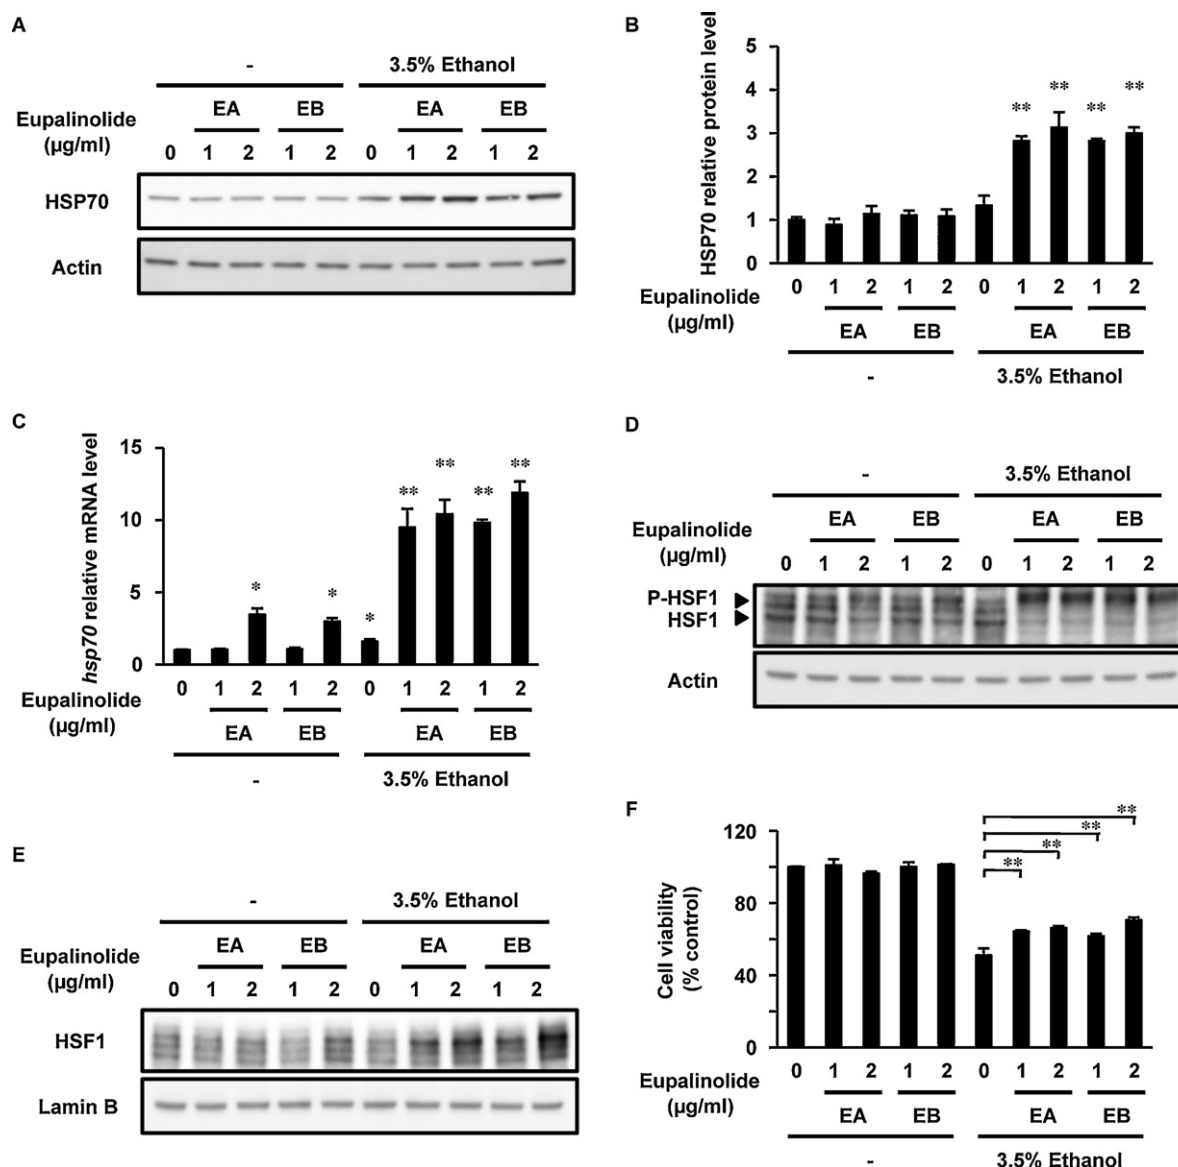 A
- 3.5% Ethanol
EA EB EA EB
Eupalinolide
(µg/ml)
0 1 2 1 2 0 1 2 1 2
HSP70
Actin
B
HSP70 relative protein level
5
4
3
2
1
0
** ** ** **
0 1 2 1 2 0 1 2 1 2
Eupalinolide
(µg/ml)
EA EB EA EB
- 3.5% Ethanol
C
hsp70 relative mRNA level
15
10
5
0
* * * ** ** ** **
0 1 2 1 2 0 1 2 1 2
Eupalinolide
(µg/ml)
EA EB EA EB
- 3.5% Ethanol
D
- 3.5% Ethanol
EA EB EA EB
Eupalinolide
(µg/ml)
0 1 2 1 2 0 1 2 1 2
P-HSF1
HSF1
Actin
E
- 3.5% Ethanol
EA EB EA EB
Eupalinolide
(µg/ml)
0 1 2 1 2 0 1 2 1 2
HSF1
Lamin B
F
Cell viability
(% control)
120
80
40
0
**
**
**
**
0 1 2 1 2 0 1 2 1 2
Eupalinolide
(µg/ml)
EA EB EA EB
- 3.5% Ethanol